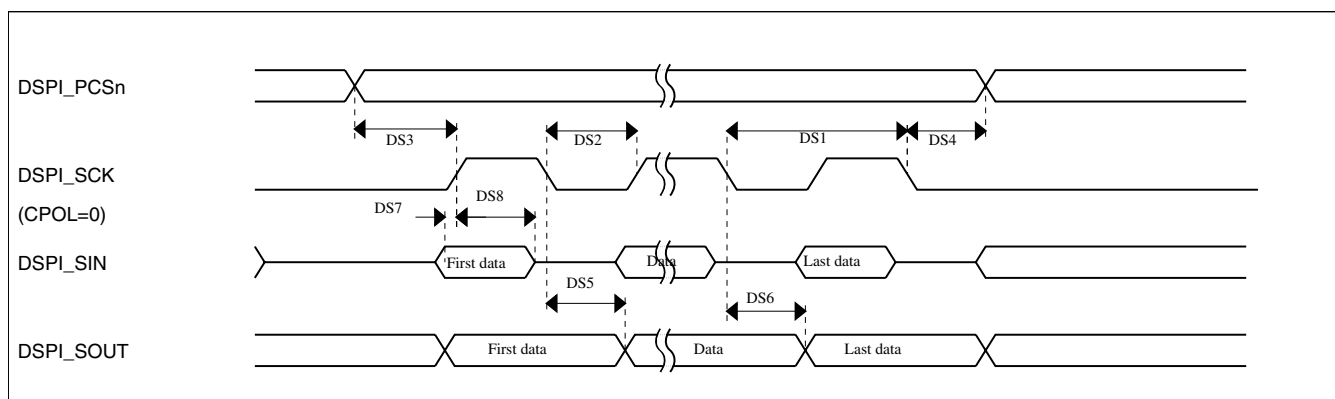 DSPI_PCSn
DS3
DS2
DS1
DS4
DSPI_SCK
(CPOL=0)
DS7
DS8
DSPI_SIN
First data
Data
Last data
DS5
DS6
DSPI_SOUT
First data
Data
Last data